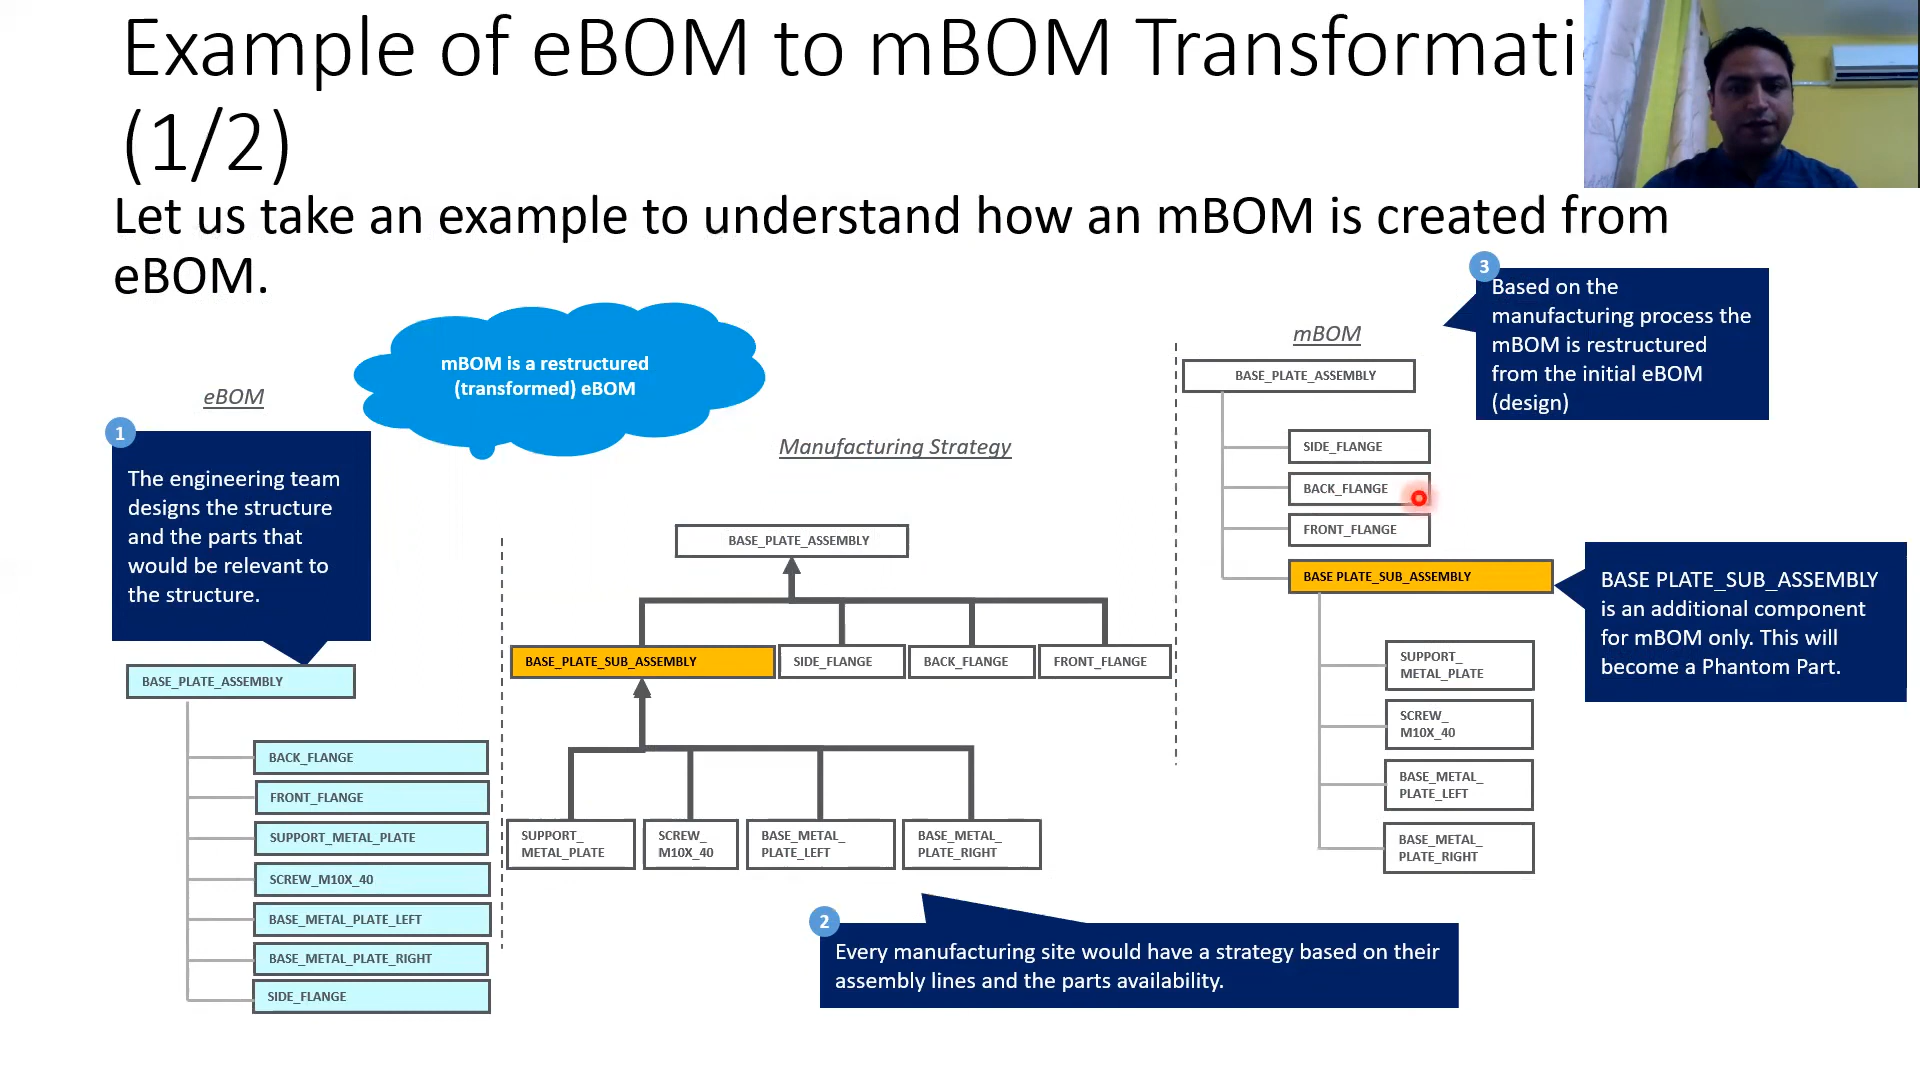 Example of eBOM to mBOM Transformati
(1/2)
Let us take an example to understand how an mBOM is created from
eBOM.
mBOM is a restructured
(transformed) eBOM
eBOM
1
The engineering team
designs the structure
and the parts that
would be relevant to
the structure.
BASE_PLATE_ASSEMBLY
BACK_FLANGE
FRONT_FLANGE
SUPPORT_METAL_PLATE
SCREW_M10X_40
BASE_METAL_PLATE_LEFT
BASE_METAL_PLATE_RIGHT
SIDE_FLANGE
Manufacturing Strategy
BASE_PLATE_ASSEMBLY
BASE_PLATE_SUB_ASSEMBLY
SIDE_FLANGE
BACK_FLANGE
FRONT_FLANGE
SUPPORT_
METAL_PLATE
SCREW_
M10X_40
BASE_METAL_
PLATE_LEFT
BASE_METAL_
PLATE_RIGHT
2
Every manufacturing site would have a strategy based on their
assembly lines and the parts availability.
mBOM
3
Based on the
manufacturing process the
mBOM is restructured
from the initial eBOM
(design)
BASE_PLATE_ASSEMBLY
SIDE_FLANGE
BACK_FLANGE
FRONT_FLANGE
BASE PLATE_SUB_ASSEMBLY
BASE PLATE_SUB_ASSEMBLY
is an additional component
for mBOM only. This will
become a Phantom Part.
SUPPORT_
METAL_PLATE
SCREW_
M10X_40
BASE_METAL_
PLATE_LEFT
BASE_METAL_
PLATE_RIGHT